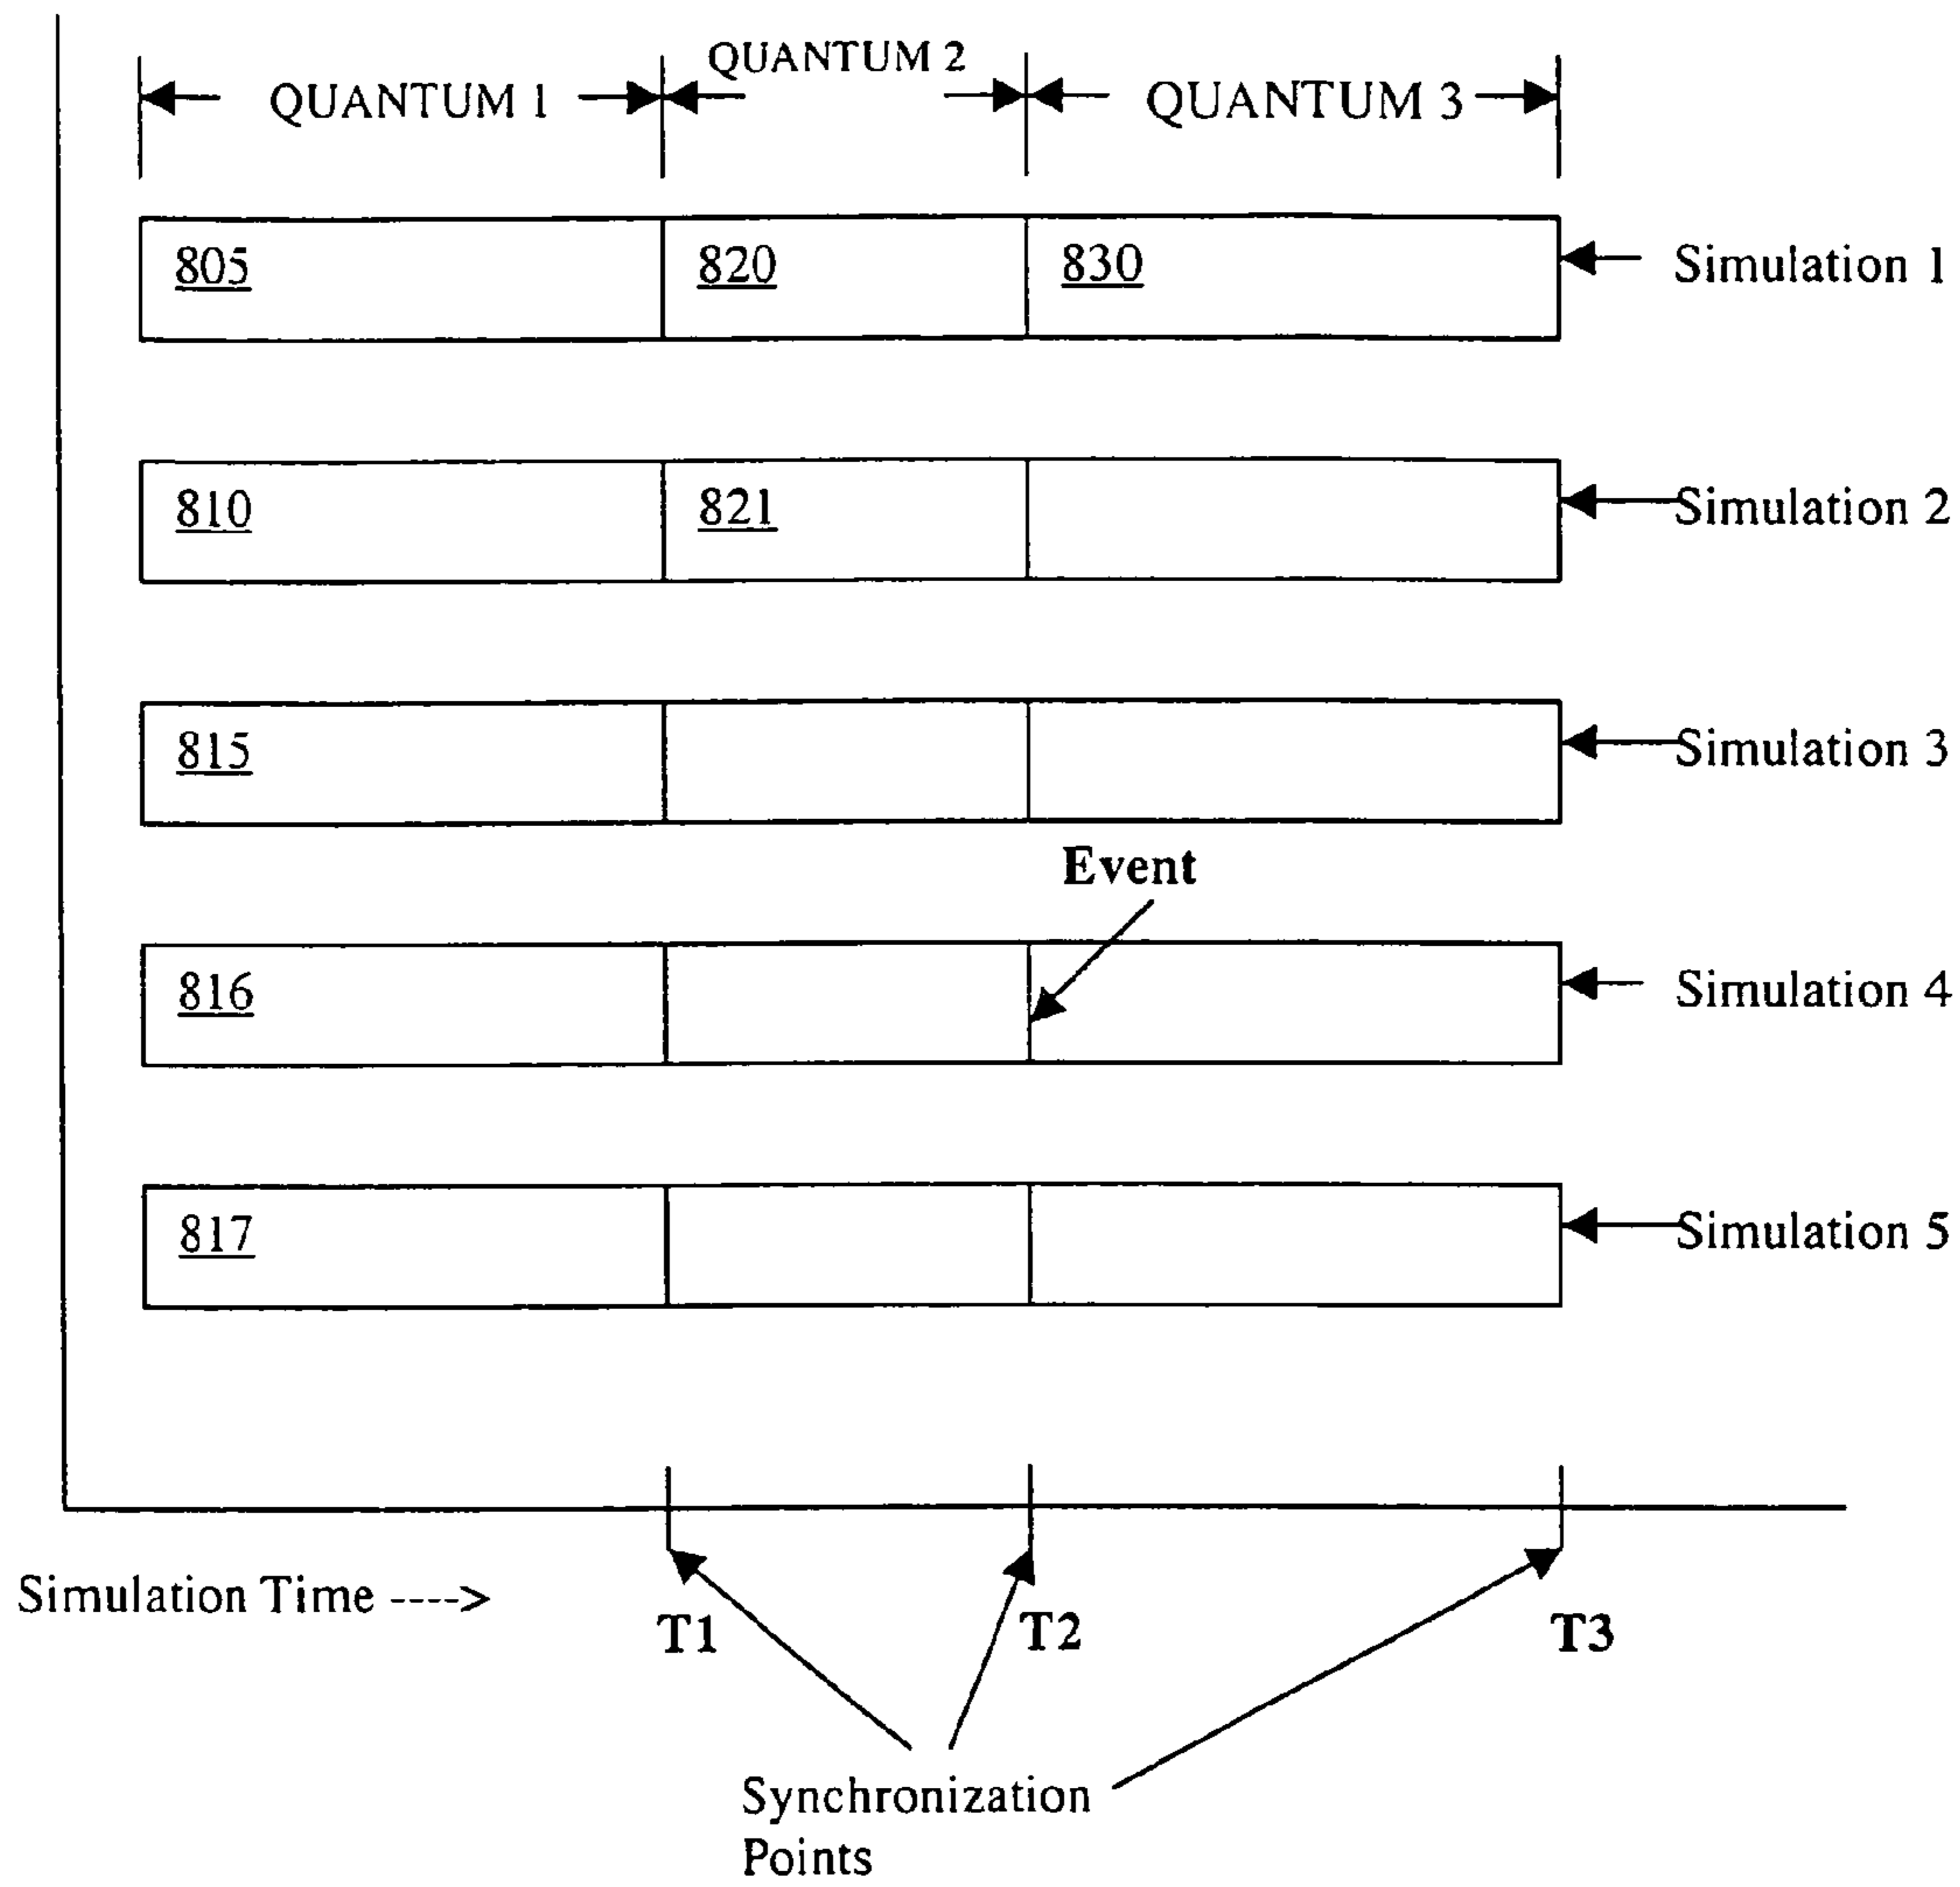 QUANTUM 1
QUANTUM 2
QUANTUM 3
805
820
830
Simulation 1
810
821
Simulation 2
815
Simulation 3
Event
816
Simulation 4
817
Simulation 5
Simulation Time ---->
T1
T2
T3
Synchronization
Points